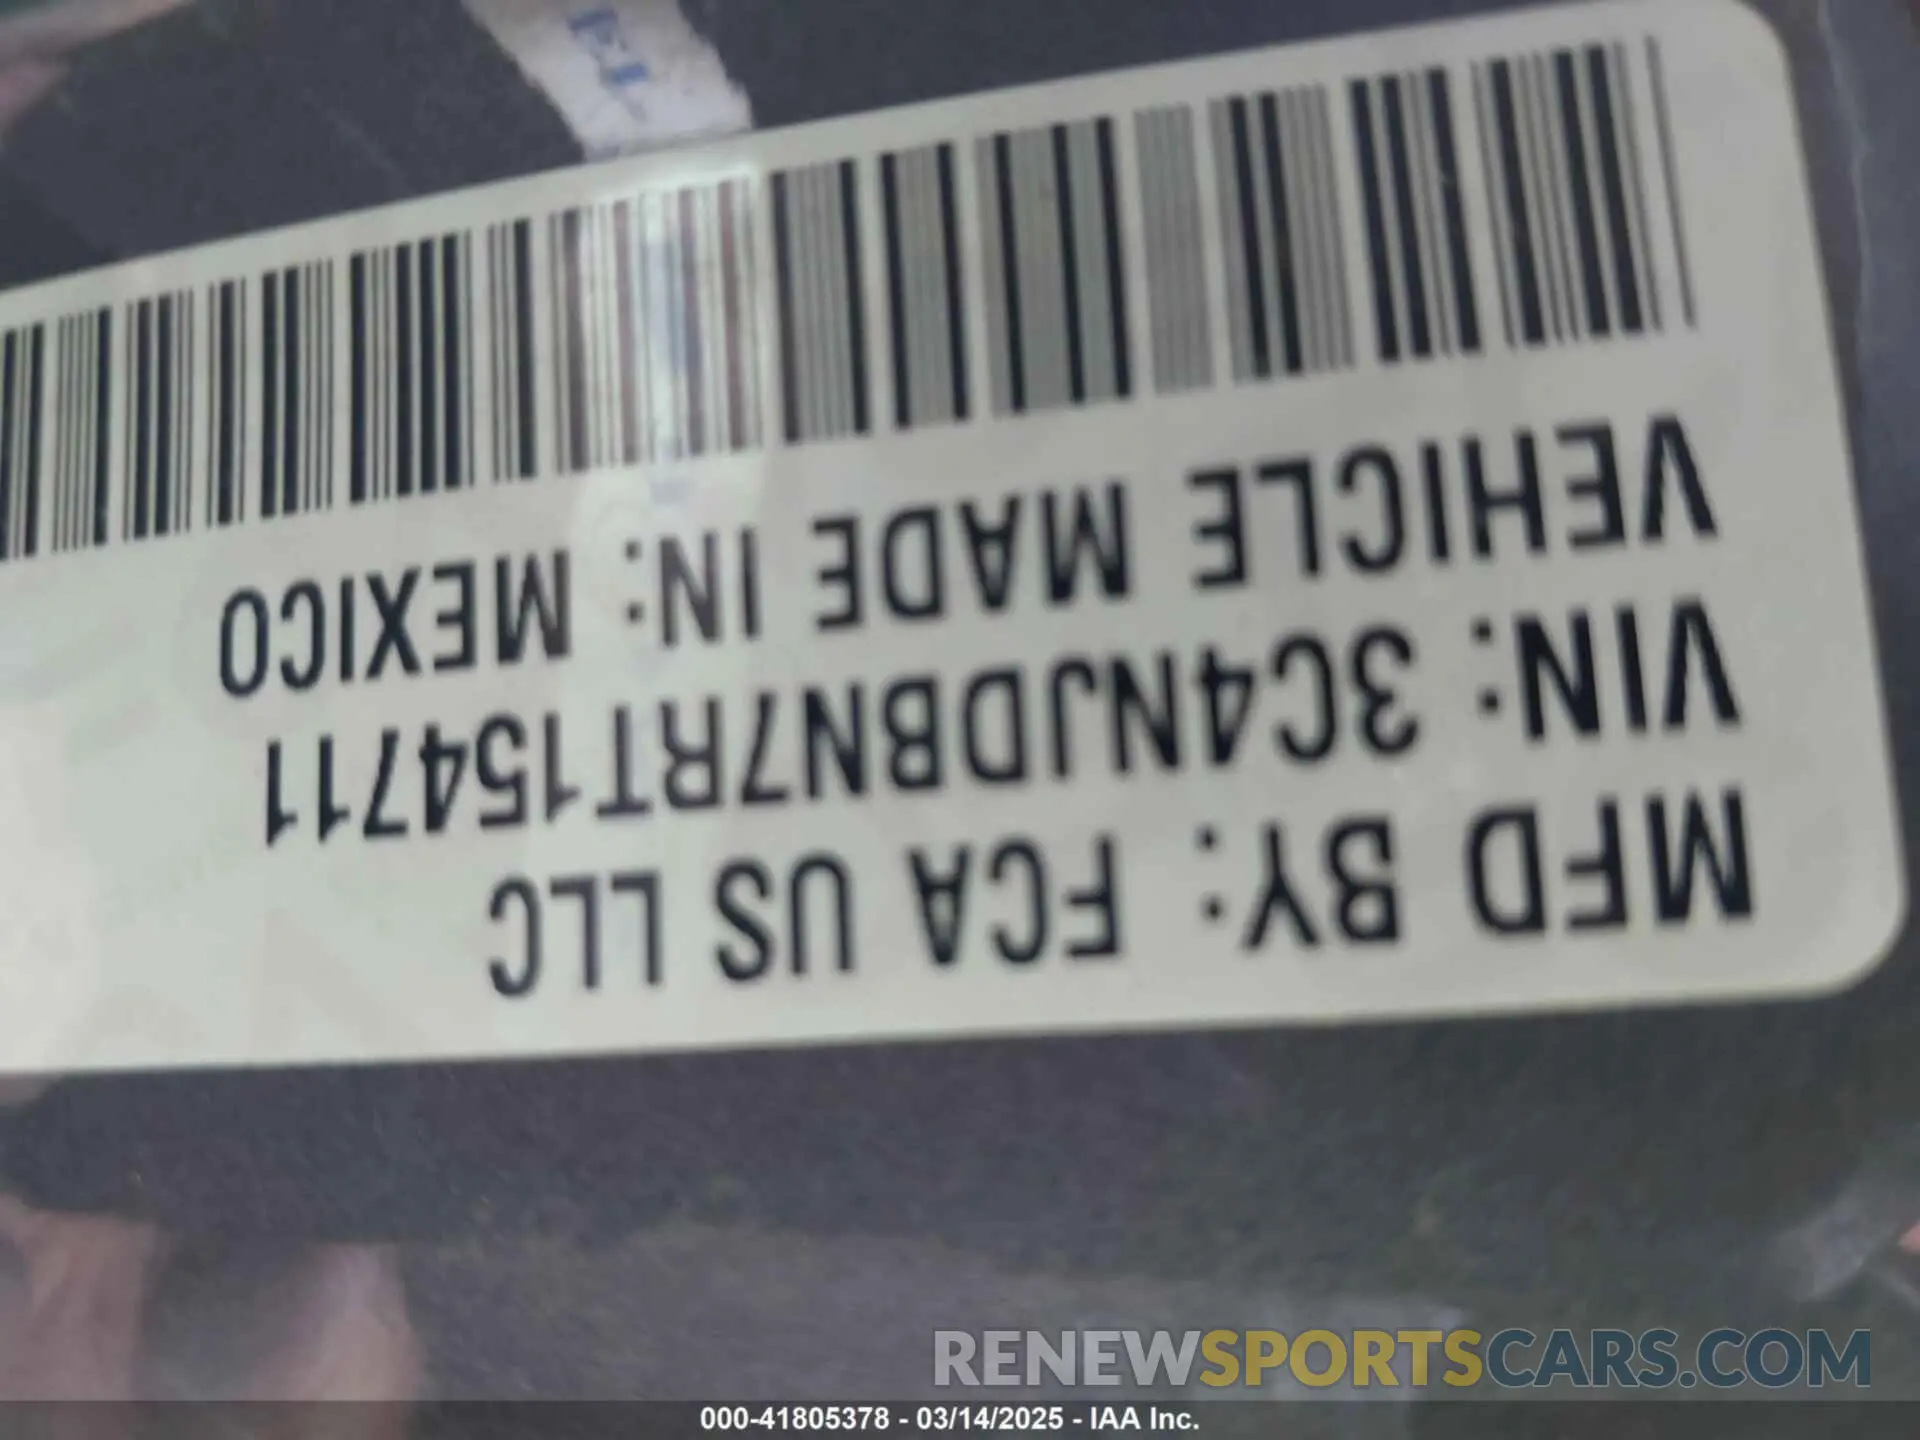 MFD BY: FCA US LLC
VIN: 3C4NJDBN7RT154711
VEHICLE MADE IN: MEXICO
RENEWSPORTSCARS.COM
000-41805378 - 03/14/2025 - IAA Inc.